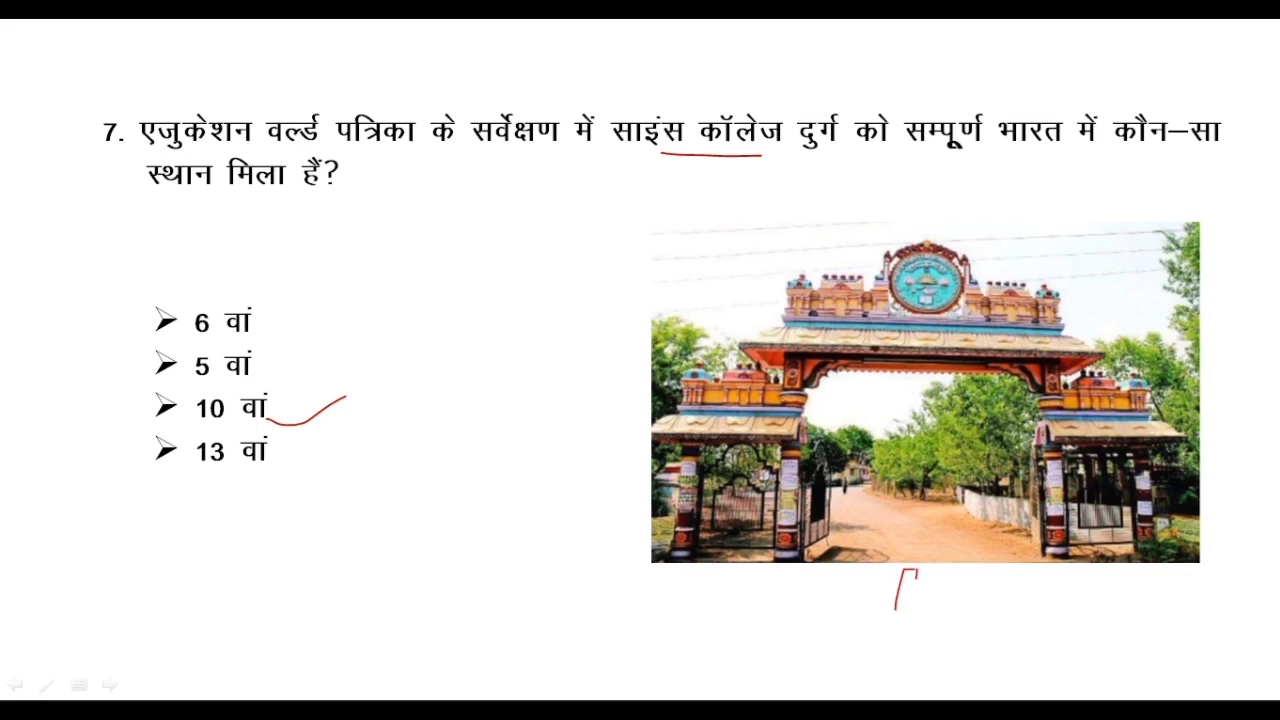 7. एजुकेशन वर्ल्ड पत्रिका के सर्वेक्षण में साइंस कॉलेज दुर्ग को सम्पूर्ण भारत में कौन–सा
स्थान मिला हैं?
➢ 6 वां
➢ 5 वां
➢ 10 वां
➢ 13 वां